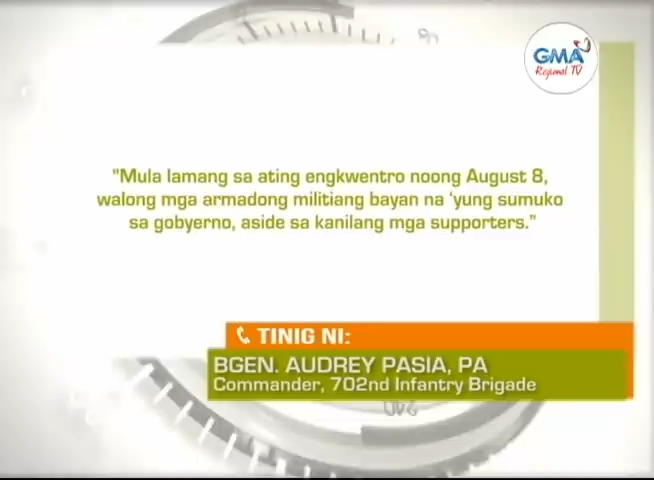 GMA
Regional TV
"Mula lamang sa ating engkwentro noong August 8,
walong mga armadong militiang bayan na 'yung sumuko
sa gobyerno, aside sa kanilang mga supporters."
TINIG NI:
BGEN. AUDREY PASIA, PA
Commander, 702nd Infantry Brigade
240